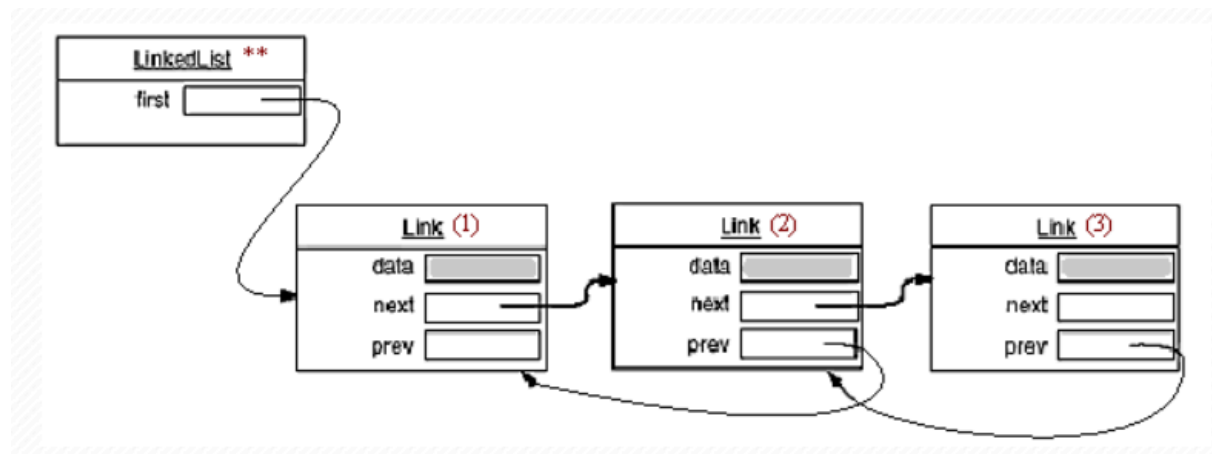 LinkedList **
first
Link (1)
data
next
prev
Link (2)
data
next
prev
Link (3)
data
next
prev